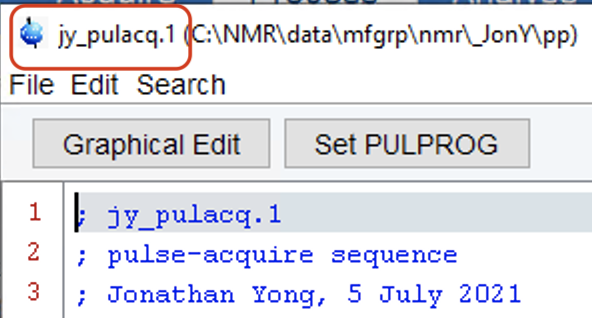 jy_pulacq.1 (C:\NMR\data\mfgrp\nmr\_JonY\pp)
File Edit Search
Graphical Edit Set PULPROG
1 ; jy_pulacq.1
2 ; pulse-acquire sequence
3 ; Jonathan Yong, 5 July 2021